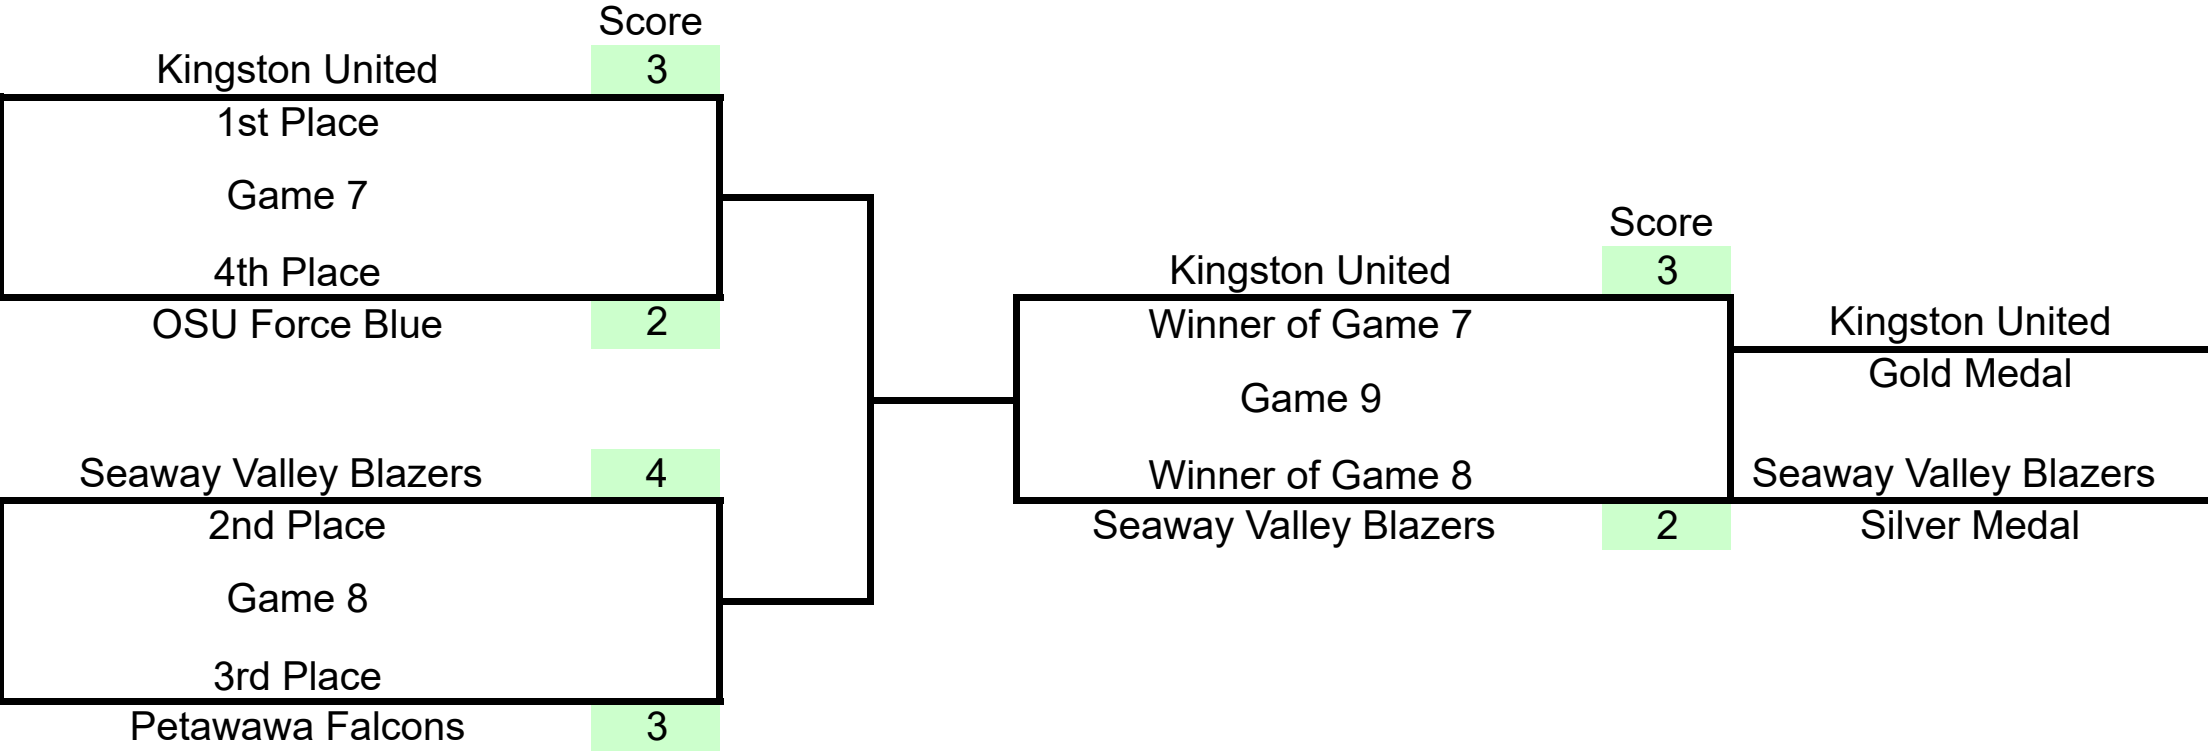 Score
Kingston United 3
1st Place
Game 7
4th Place
OSU Force Blue 2
Seaway Valley Blazers 4
2nd Place
Game 8
3rd Place
Petawawa Falcons 3
Score
Kingston United 3
Winner of Game 7
Game 9
Winner of Game 8
Seaway Valley Blazers 2
Kingston United
Gold Medal
Seaway Valley Blazers
Silver Medal